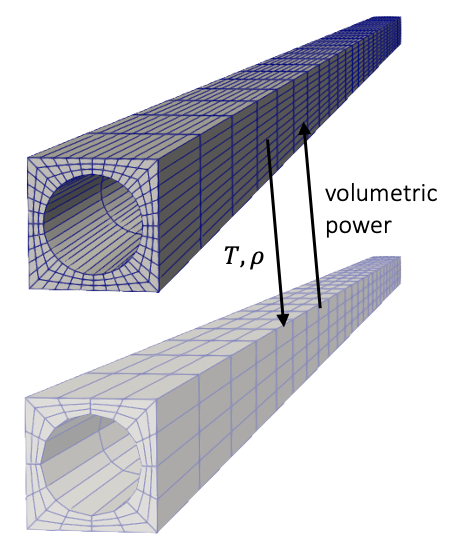 volumetric
power
T, ρ